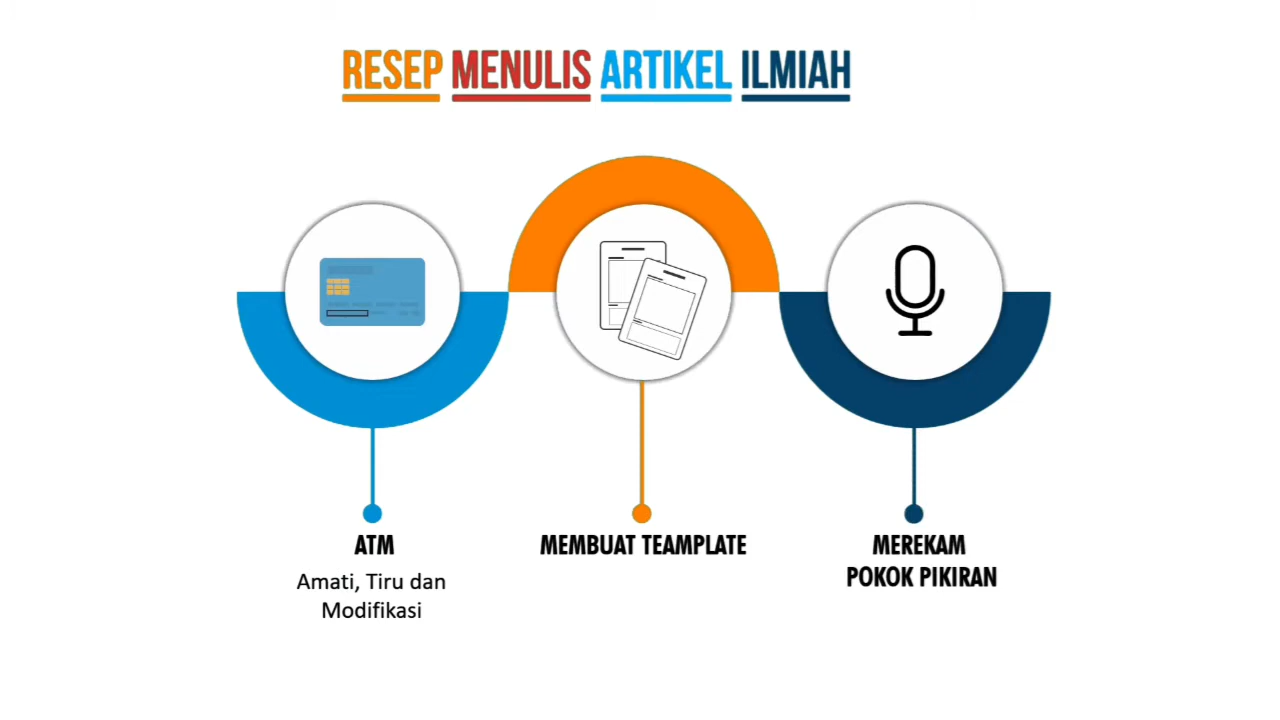 RESEP MENULIS ARTIKEL ILMIAH
ATM
Amati, Tiru dan
Modifikasi
MEMBUAT TEAMPLATE
MEREKAM
POKOK PIKIRAN